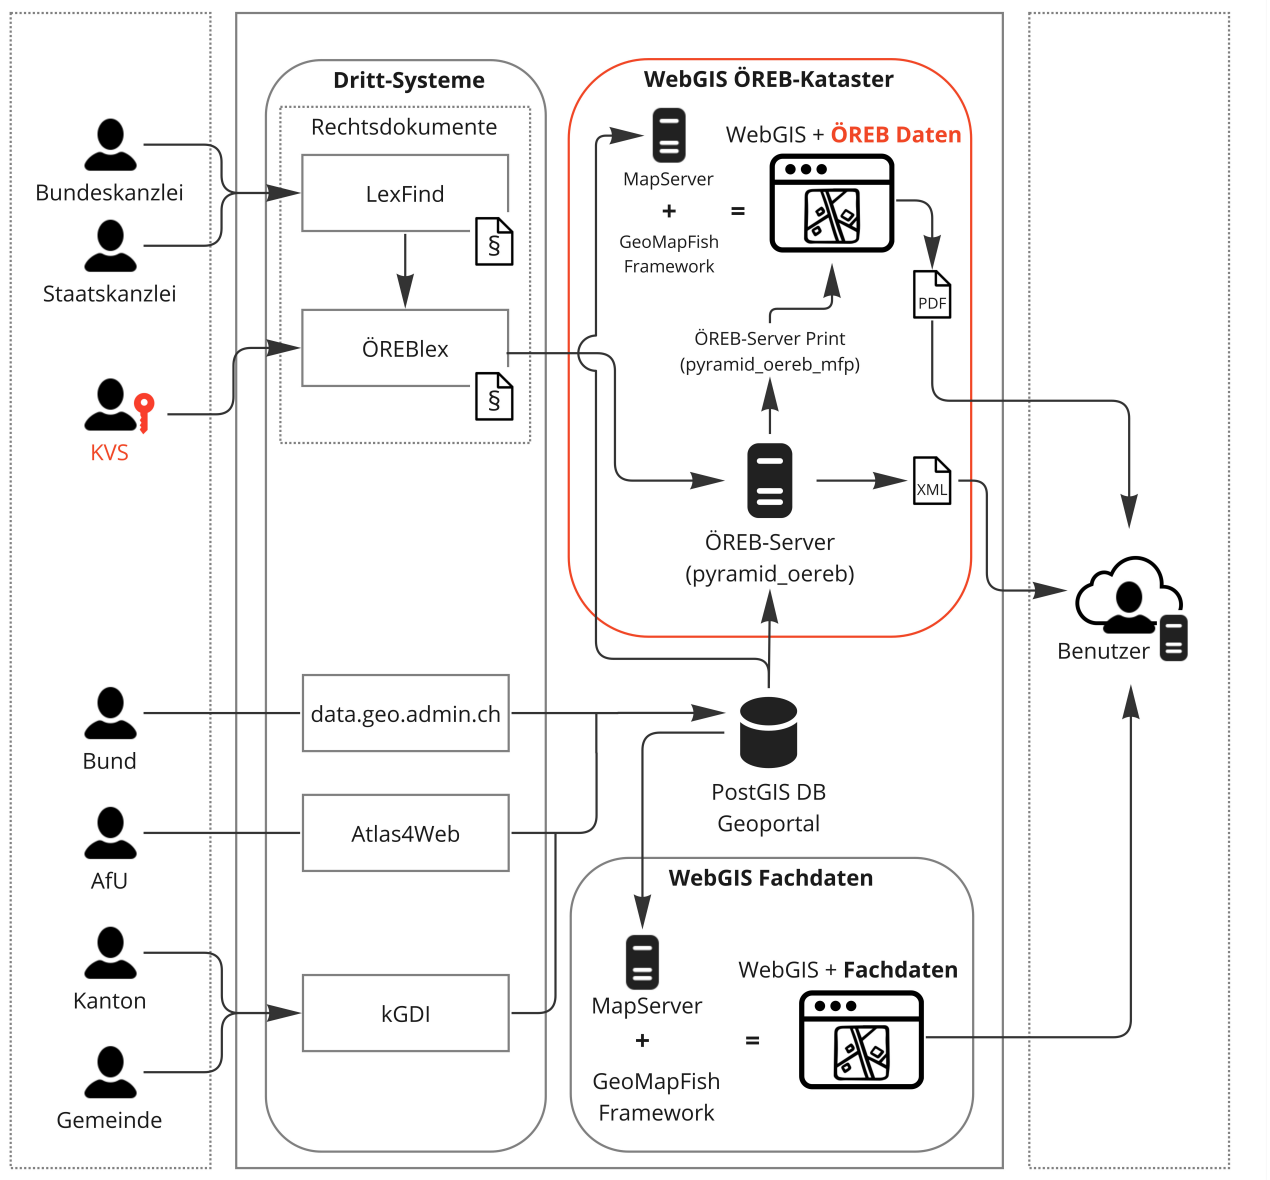 Bundeskanzlei
Staatskanzlei
KVS
Bund
AfU
Kanton
Gemeinde
Dritt-Systeme
Rechtsdokumente
LexFind
§
ÖREBlex
§
data.geo.admin.ch
Atlas4Web
kGDI
WebGIS ÖREB-Kataster
MapServer
+
GeoMapFish
Framework
=
WebGIS + ÖREB Daten
PDF
ÖREB-Server Print
(pyramid_oereb_mfp)
XML
ÖREB-Server
(pyramid_oereb)
PostGIS DB
Geoportal
WebGIS Fachdaten
MapServer
+
GeoMapFish
Framework
=
WebGIS + Fachdaten
Benutzer